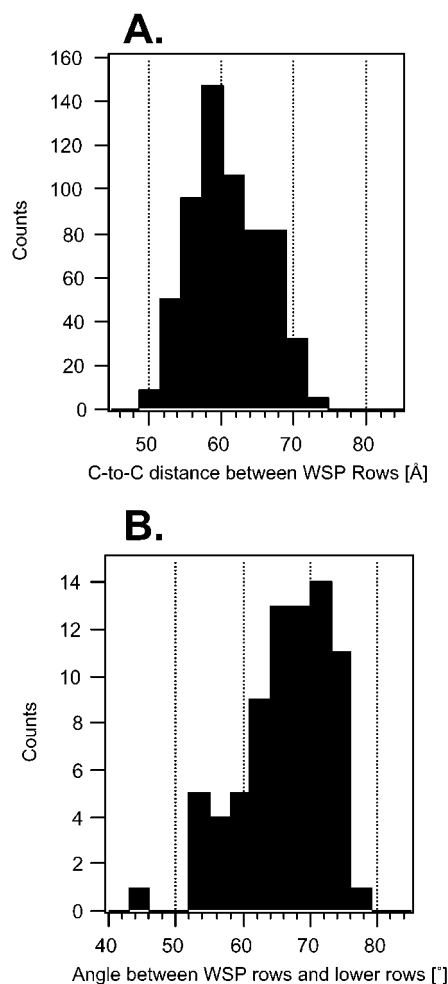 A.
160
140
120
100
80
60
40
20
0
Counts
50 60 70 80
C-to-C distance between WSP Rows [Å]
B.
14
12
10
8
6
4
2
0
Counts
40 50 60 70 80
Angle between WSP rows and lower rows [°]